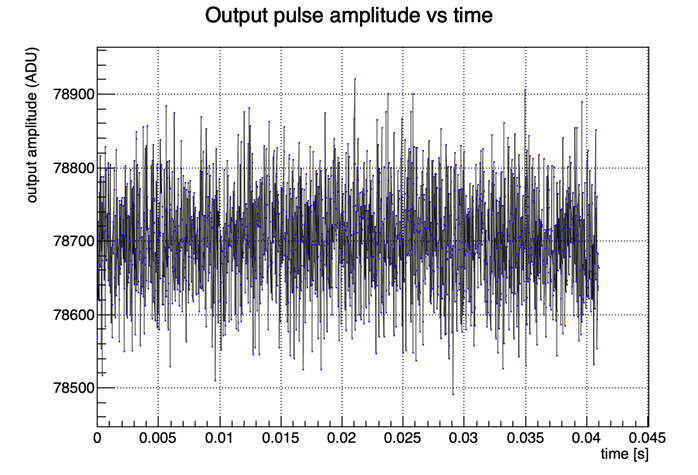 Output pulse amplitude vs time
output amplitude (ADU)
78900
78800
78700
78600
78500
0 0.005 0.01 0.015 0.02 0.025 0.03 0.035 0.04 0.045
time [s]